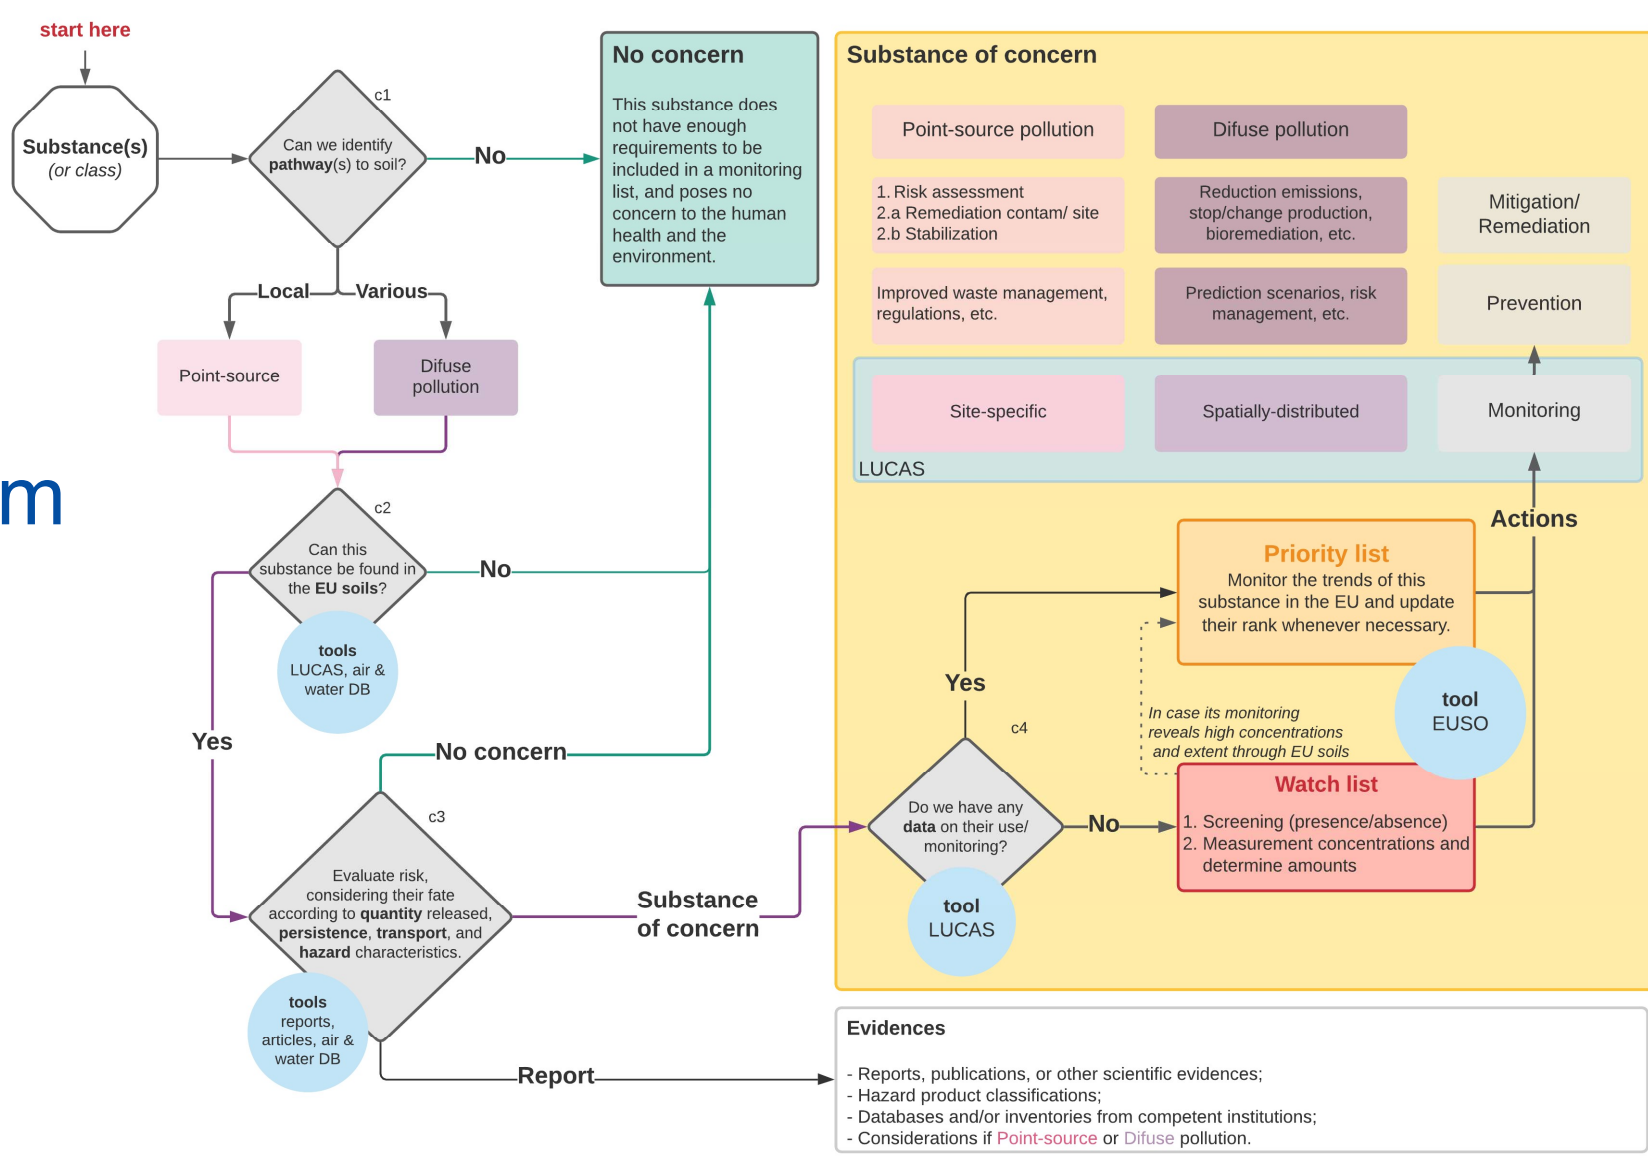 start here
Substance(s)
(or class)
c1
Can we identify
pathway(s) to soil?
No
Local
Various
Point-source
Difuse
pollution
m
c2
Can this
substance be found in
the EU soils?
No
tools
LUCAS, air &
water DB
Yes
No concern
c3
Evaluate risk,
considering their fate
according to quantity released,
persistence, transport, and
hazard characteristics.
tools
reports,
articles, air &
water DB
Substance
of concern
Report
No concern
This substance does
not have enough
requirements to be
included in a monitoring
list, and poses no
concern to the human
health and the
environment.
Substance of concern
Point-source pollution
Difuse pollution
1. Risk assessment
2.a Remediation contam/ site
2.b Stabilization
Reduction emissions,
stop/change production,
bioremediation, etc.
Mitigation/
Remediation
Improved waste management,
regulations, etc.
Prediction scenarios, risk
management, etc.
Prevention
Site-specific
Spatially-distributed
Monitoring
LUCAS
Actions
Priority list
Monitor the trends of this
substance in the EU and update
their rank whenever necessary.
Yes
tool
EUSO
In case its monitoring
reveals high concentrations
and extent through EU soils
c4
Do we have any
data on their use/
monitoring?
No
tool
LUCAS
Watch list
1. Screening (presence/absence)
2. Measurement concentrations and
determine amounts
Evidences
- Reports, publications, or other scientific evidences;
- Hazard product classifications;
- Databases and/or inventories from competent institutions;
- Considerations if Point-source or Difuse pollution.